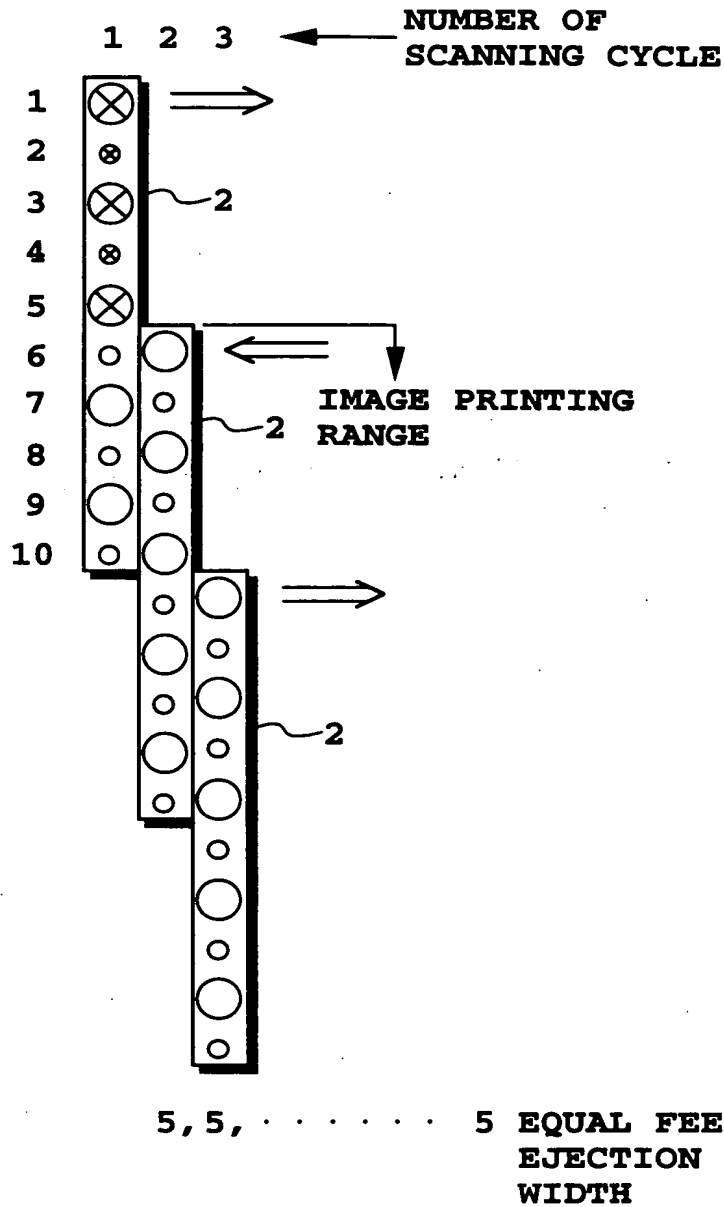 1 2 3
NUMBER OF
SCANNING CYCLE
1
2
3
2
4
5
6
7
IMAGE PRINTING
2
RANGE
8
9
10
2
5,5, · · · · · · 5 EQUAL FEE
EJECTION
WIDTH